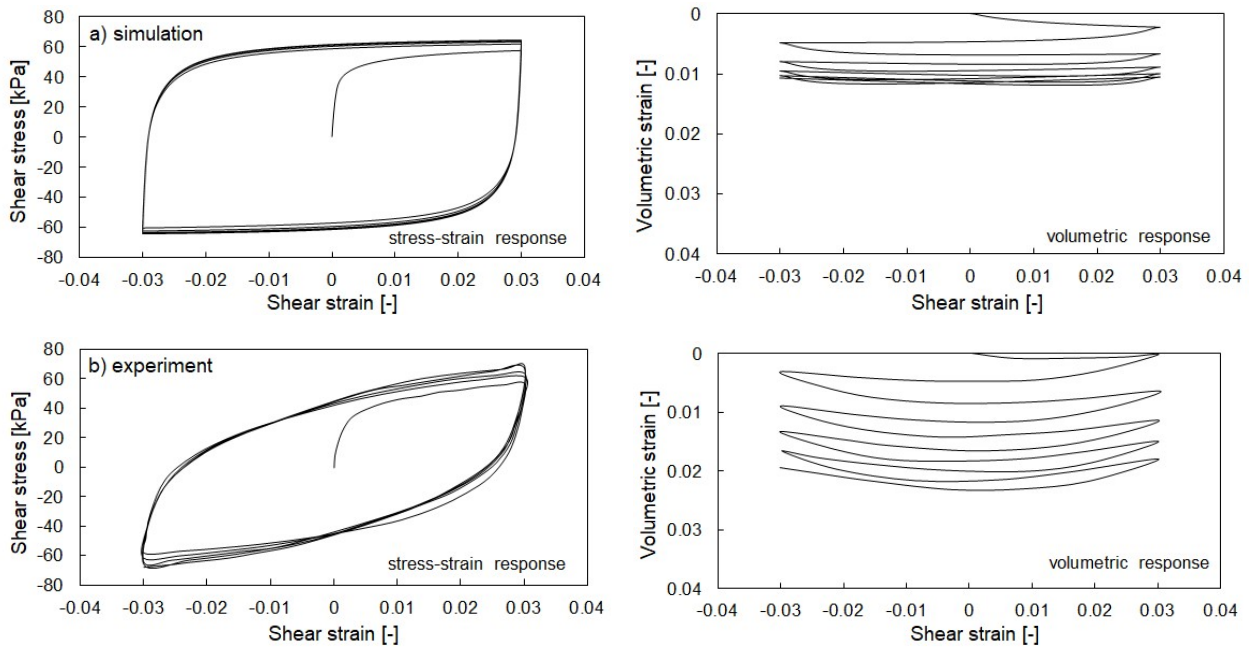 80
60
40
20
0
-20
-40
-60
-80
Shear stress [kPa]
a) simulation
stress-strain response
-0.04 -0.03 -0.02 -0.01 0 0.01 0.02 0.03 0.04
Shear strain [-]
0
0.01
0.02
0.03
0.04
Volumetric strain [-]
volumetric response
-0.04 -0.03 -0.02 -0.01 0 0.01 0.02 0.03 0.04
Shear strain [-]
80
60
40
20
0
-20
-40
-60
-80
Shear stress [kPa]
b) experiment
stress-strain response
-0.04 -0.03 -0.02 -0.01 0 0.01 0.02 0.03 0.04
Shear strain [-]
0
0.01
0.02
0.03
0.04
Volumetric strain [-]
volumetric response
-0.04 -0.03 -0.02 -0.01 0 0.01 0.02 0.03 0.04
Shear strain [-]